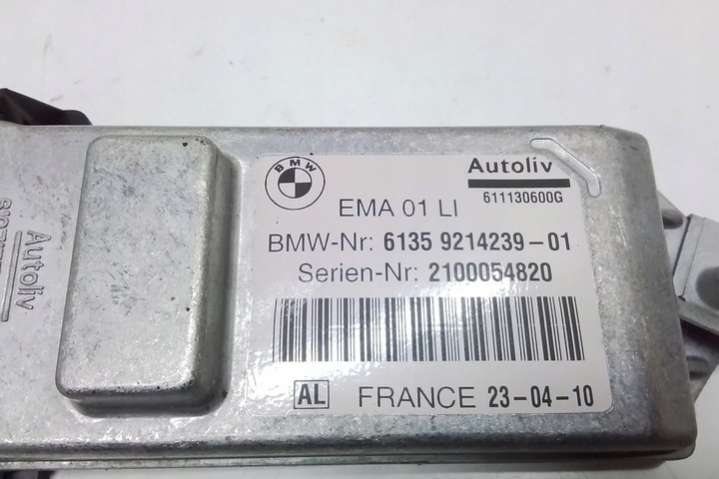 BMW
Autoliv
611130600G
EMA 01 LI
BMW-Nr: 6135 9214239-01
Serien-Nr: 2100054820
AL FRANCE 23-04-10
Autoliv